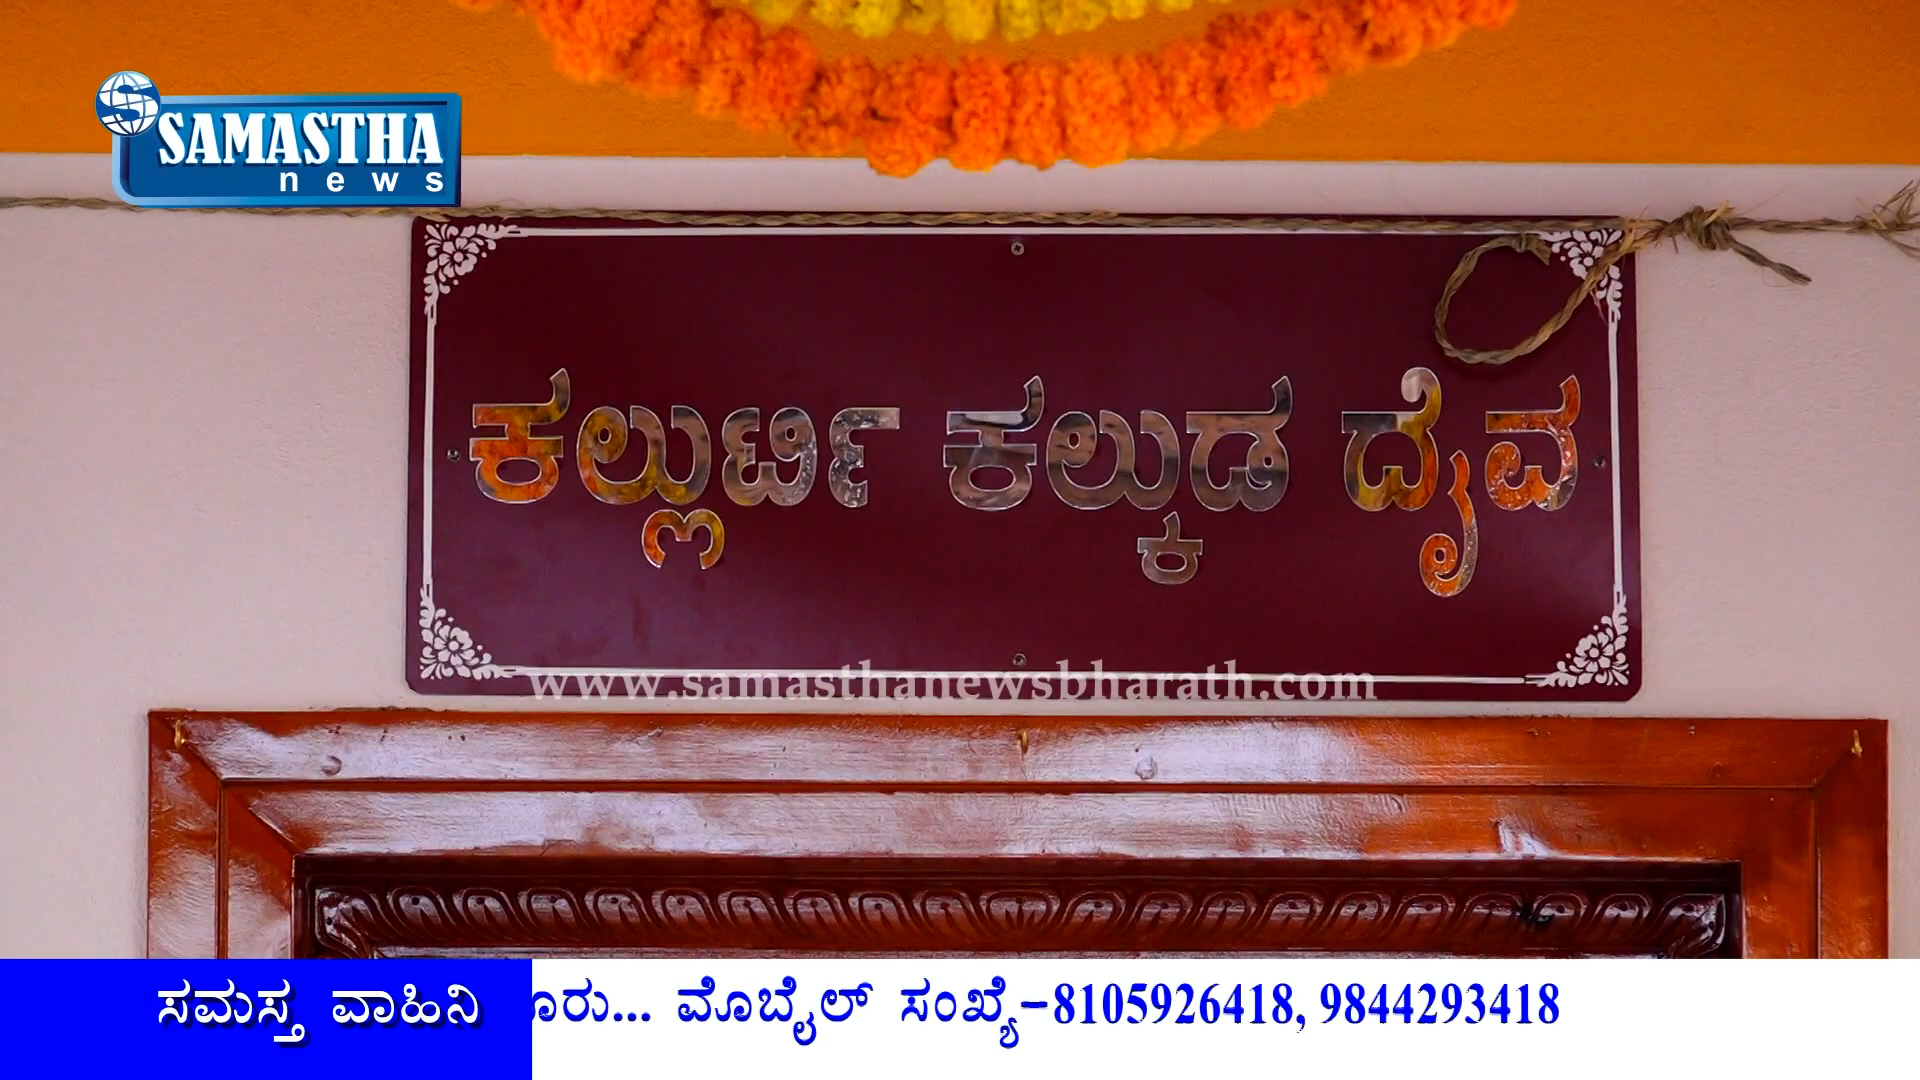 SAMASTHA
news
ಕಲ್ಲುರ್ಟಿ ಕಲ್ಕುಡ ದೈವ
www.samasthanewsbharath.com
ಸಮಸ್ತ ವಾಹಿನಿ
ಮೊಬೈಲ್ ಸಂಖ್ಯೆ-8105926418, 9844293418